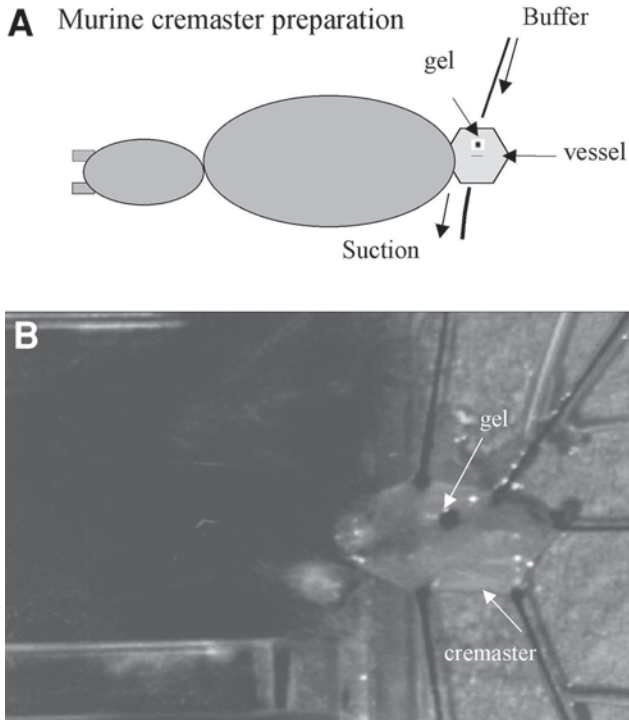 A Murine cremaster preparation
Buffer
gel
vessel
Suction
B
gel
cremaster